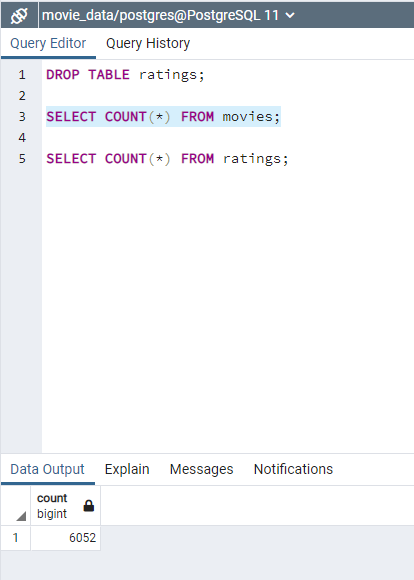 movie_data/postgres@PostgreSQL 11
Query Editor Query History
1 DROP TABLE ratings;
2
3 SELECT COUNT(*) FROM movies;
4
5 SELECT COUNT(*) FROM ratings;
Data Output Explain Messages Notifications
count
bigint
1 6052